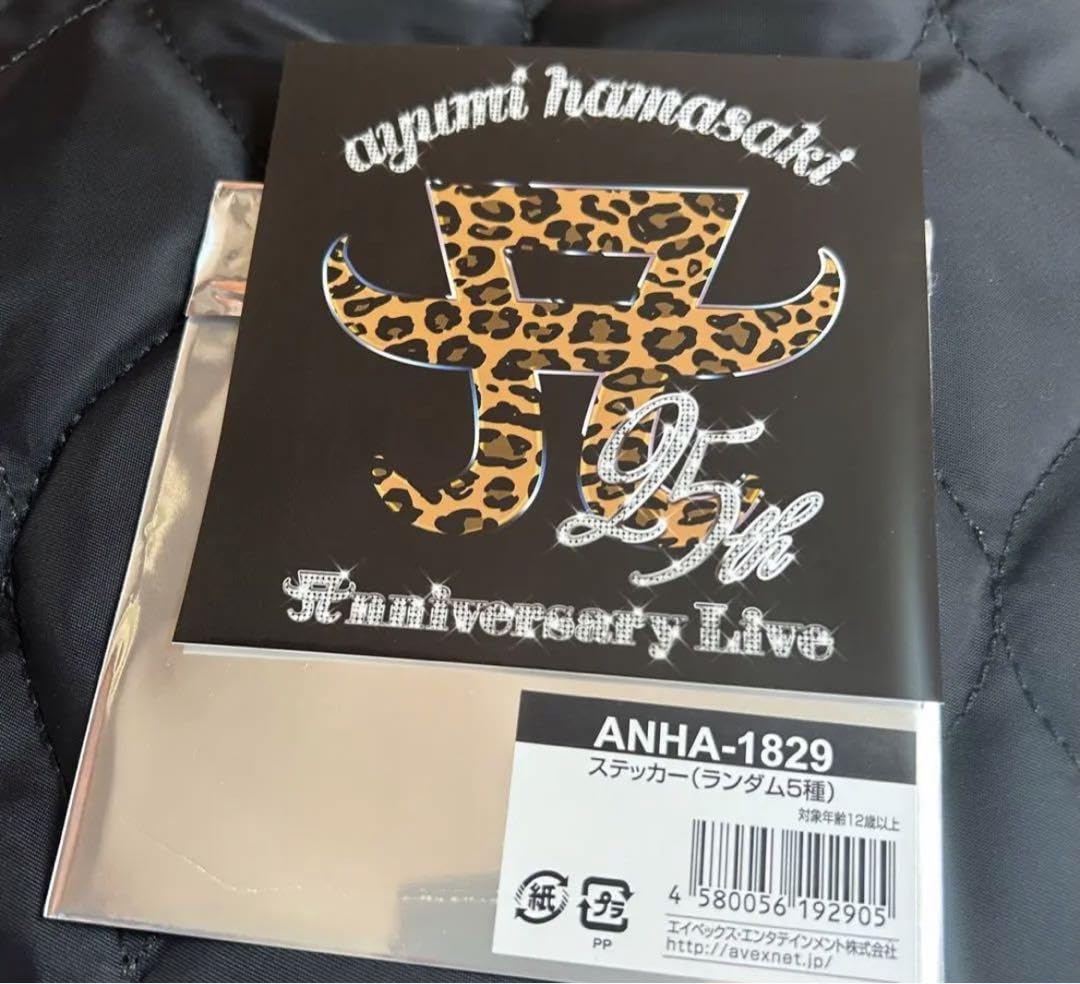 ayumi hamasaki
A
25th
Anniversary Live
ANHA-1829
ステッカー(ランダム5種)
対象年齢12歳以上
紙
プラ
PP
4 580056 192905
エイベックス・エンタテインメント株式会社
http://avexnet.jp/